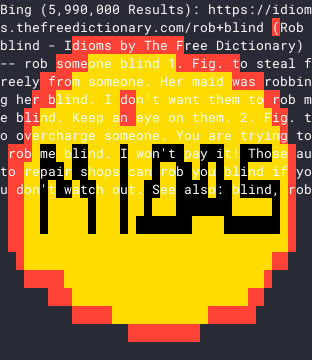 Bing (5,990,000 Results): https://idiom
s.thefreedictionary.com/rob+blind (Rob
blind - Idioms by The Free Dictionary)
-- rob someone blind 1. Fig. to steal f
reely from someone. Her maid was robbin
g her blind. I don't want them to rob m
e blind. Keep an eye on them. 2. Fig. t
o overcharge someone. You are trying to
rob me blind. I won't pay it! Those au
to repair shops can rob you blind if yo
u don't watch out. See also: blind, rob